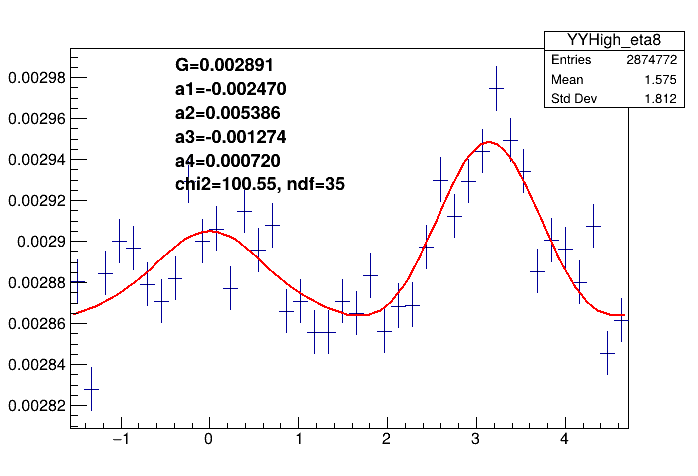 YYHigh_eta8
Entries 2874772
Mean 1.575
Std Dev 1.812
G=0.002891
a1=-0.002470
a2=0.005386
a3=-0.001274
a4=0.000720
chi2=100.55, ndf=35
0.00298
0.00296
0.00294
0.00292
0.0029
0.00288
0.00286
0.00284
0.00282
−1 0 1 2 3 4